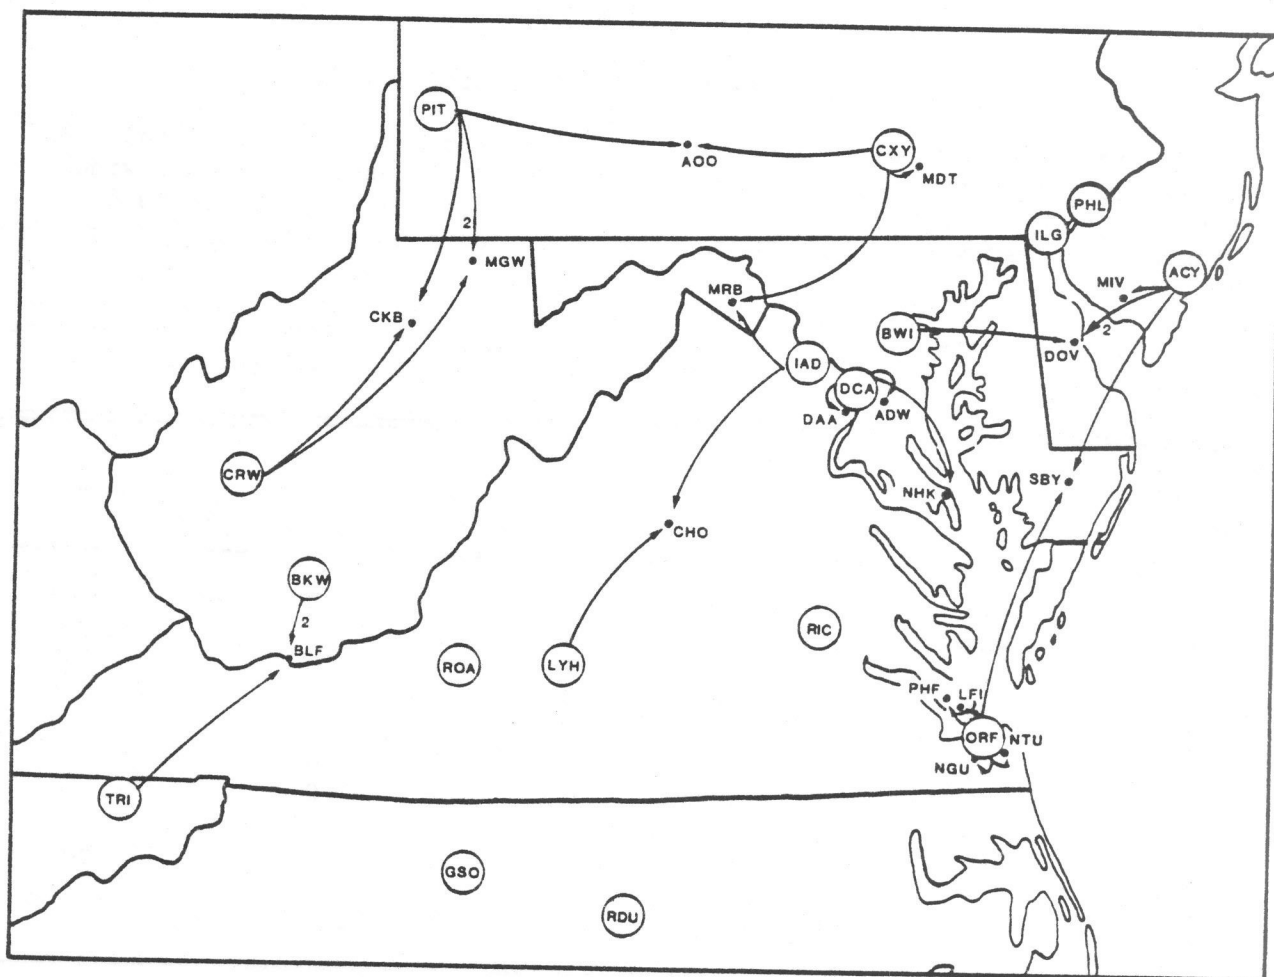 PIT
AOO
CXY
MDT
PHL
2
ILG
MGW
ACY
MIV
MRB
CKB
BWI
2
DOV
IAD
DCA
DAA
ADW
CRW
SBY
NHK
CHO
BKW
2
RIC
BLF
ROA
LYH
PHF
LFI
ORF
NTU
NGU
TRI
GSO
RDU